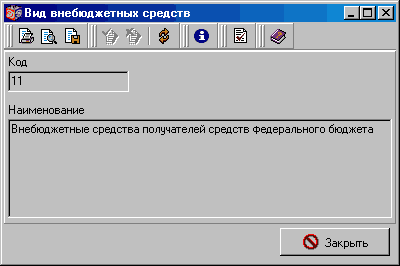 Вид внебюджетных средств
Код
11
Наименование
Внебюджетные средства получателей средств федерального бюджета
Закрыть